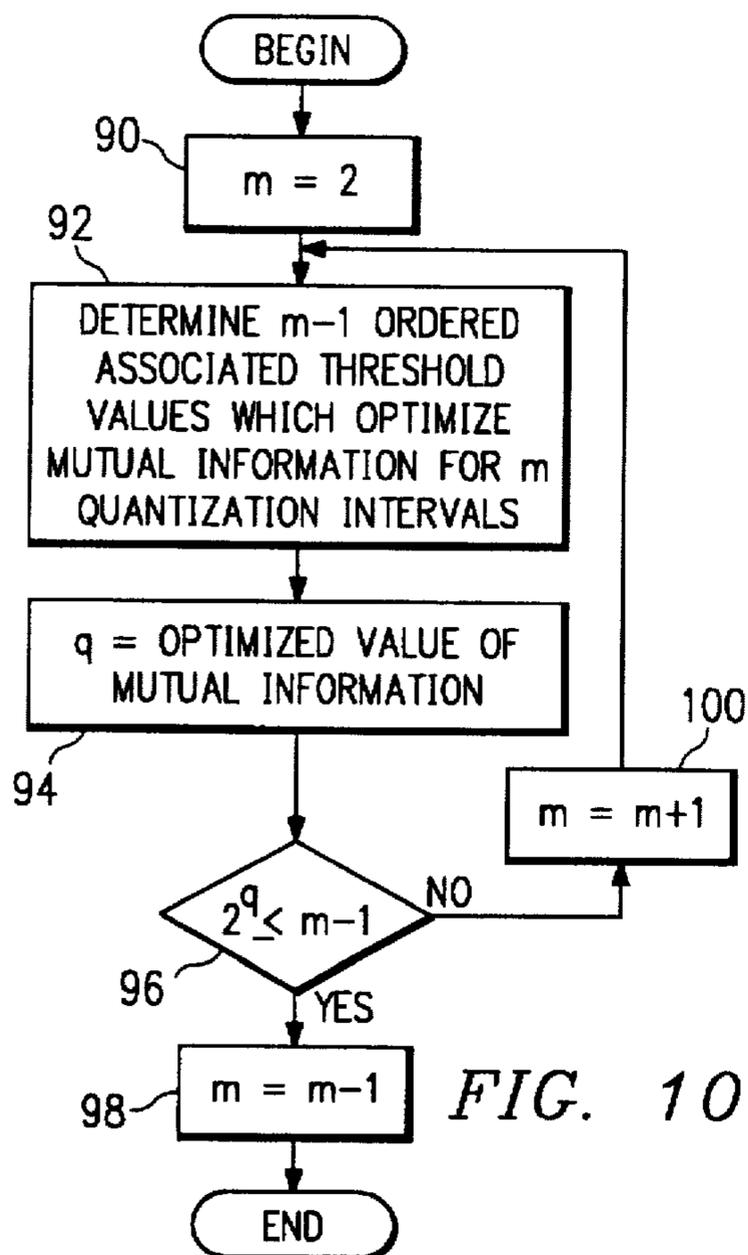 BEGIN
90
m = 2
92
DETERMINE m-1 ORDERED
ASSOCIATED THRESHOLD
VALUES WHICH OPTIMIZE
MUTUAL INFORMATION FOR m
QUANTIZATION INTERVALS
q = OPTIMIZED VALUE OF
MUTUAL INFORMATION
94
100
m = m+1
2^q ≤ m-1
NO
96
YES
m = m-1
98
FIG. 10
END